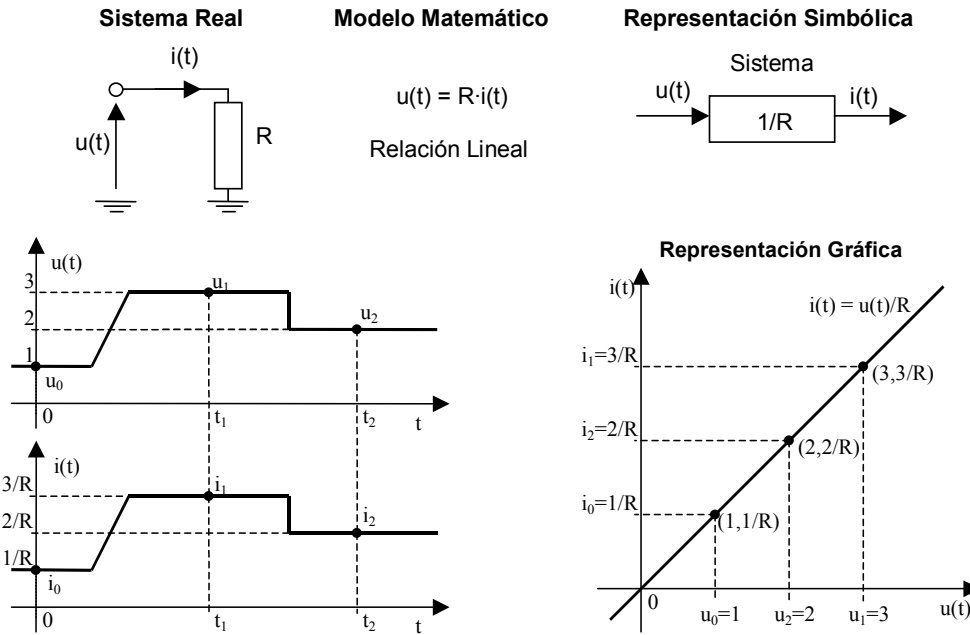 Sistema Real
Modelo Matemático
Representación Simbólica
i(t)
u(t)
R
u(t) = R·i(t)
Relación Lineal
Sistema
u(t)
1/R
i(t)
u(t)
3
2
1
u₁
u₂
u₀
0
t₁
t₂
t
i(t)
3/R
2/R
1/R
i₁
i₂
i₀
0
t₁
t₂
t
Representación Gráfica
i(t)
i(t) = u(t)/R
i₁=3/R
(3,3/R)
i₂=2/R
(2,2/R)
i₀=1/R
(1,1/R)
0
u₀=1
u₂=2
u₁=3
u(t)